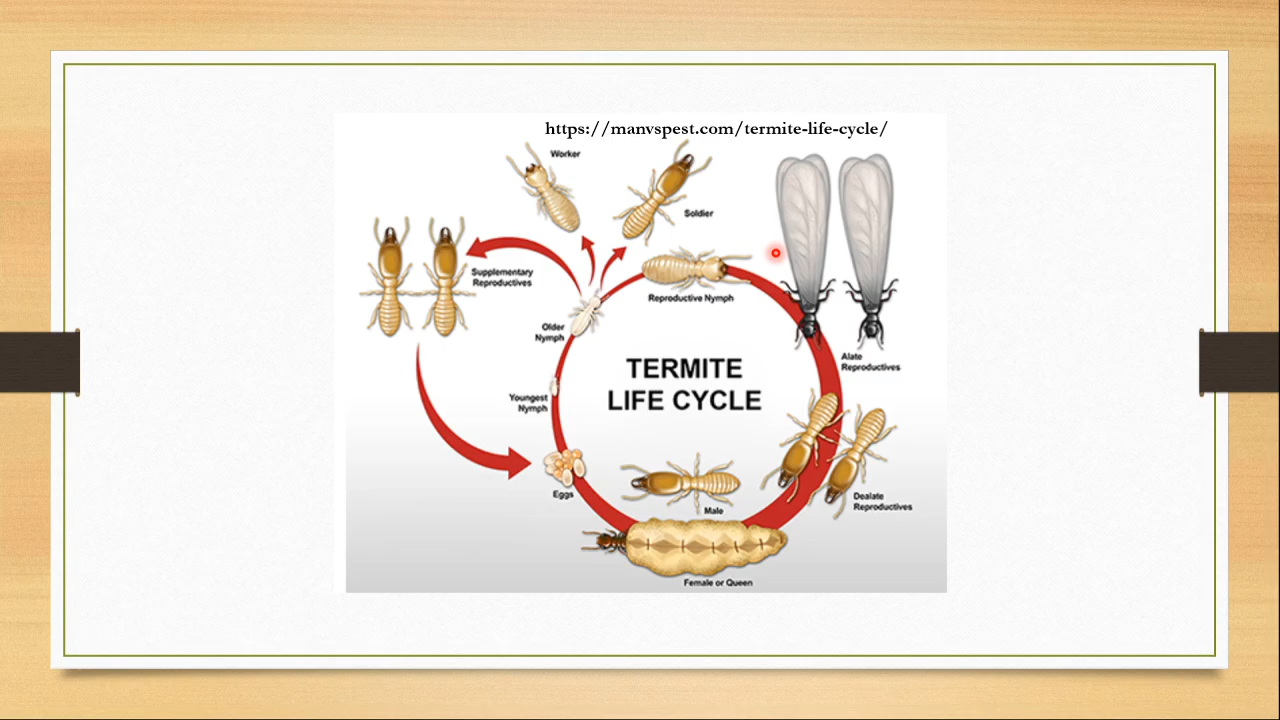 https://manvspest.com/termite-life-cycle/
Worker
Soldier
Supplementary
Reproductives
Reproductive Nymph
Older
Nymph
Alate
Reproductives
TERMITE
LIFE CYCLE
Youngest
Nymph
Eggs
Male
Dealate
Reproductives
Female or Queen